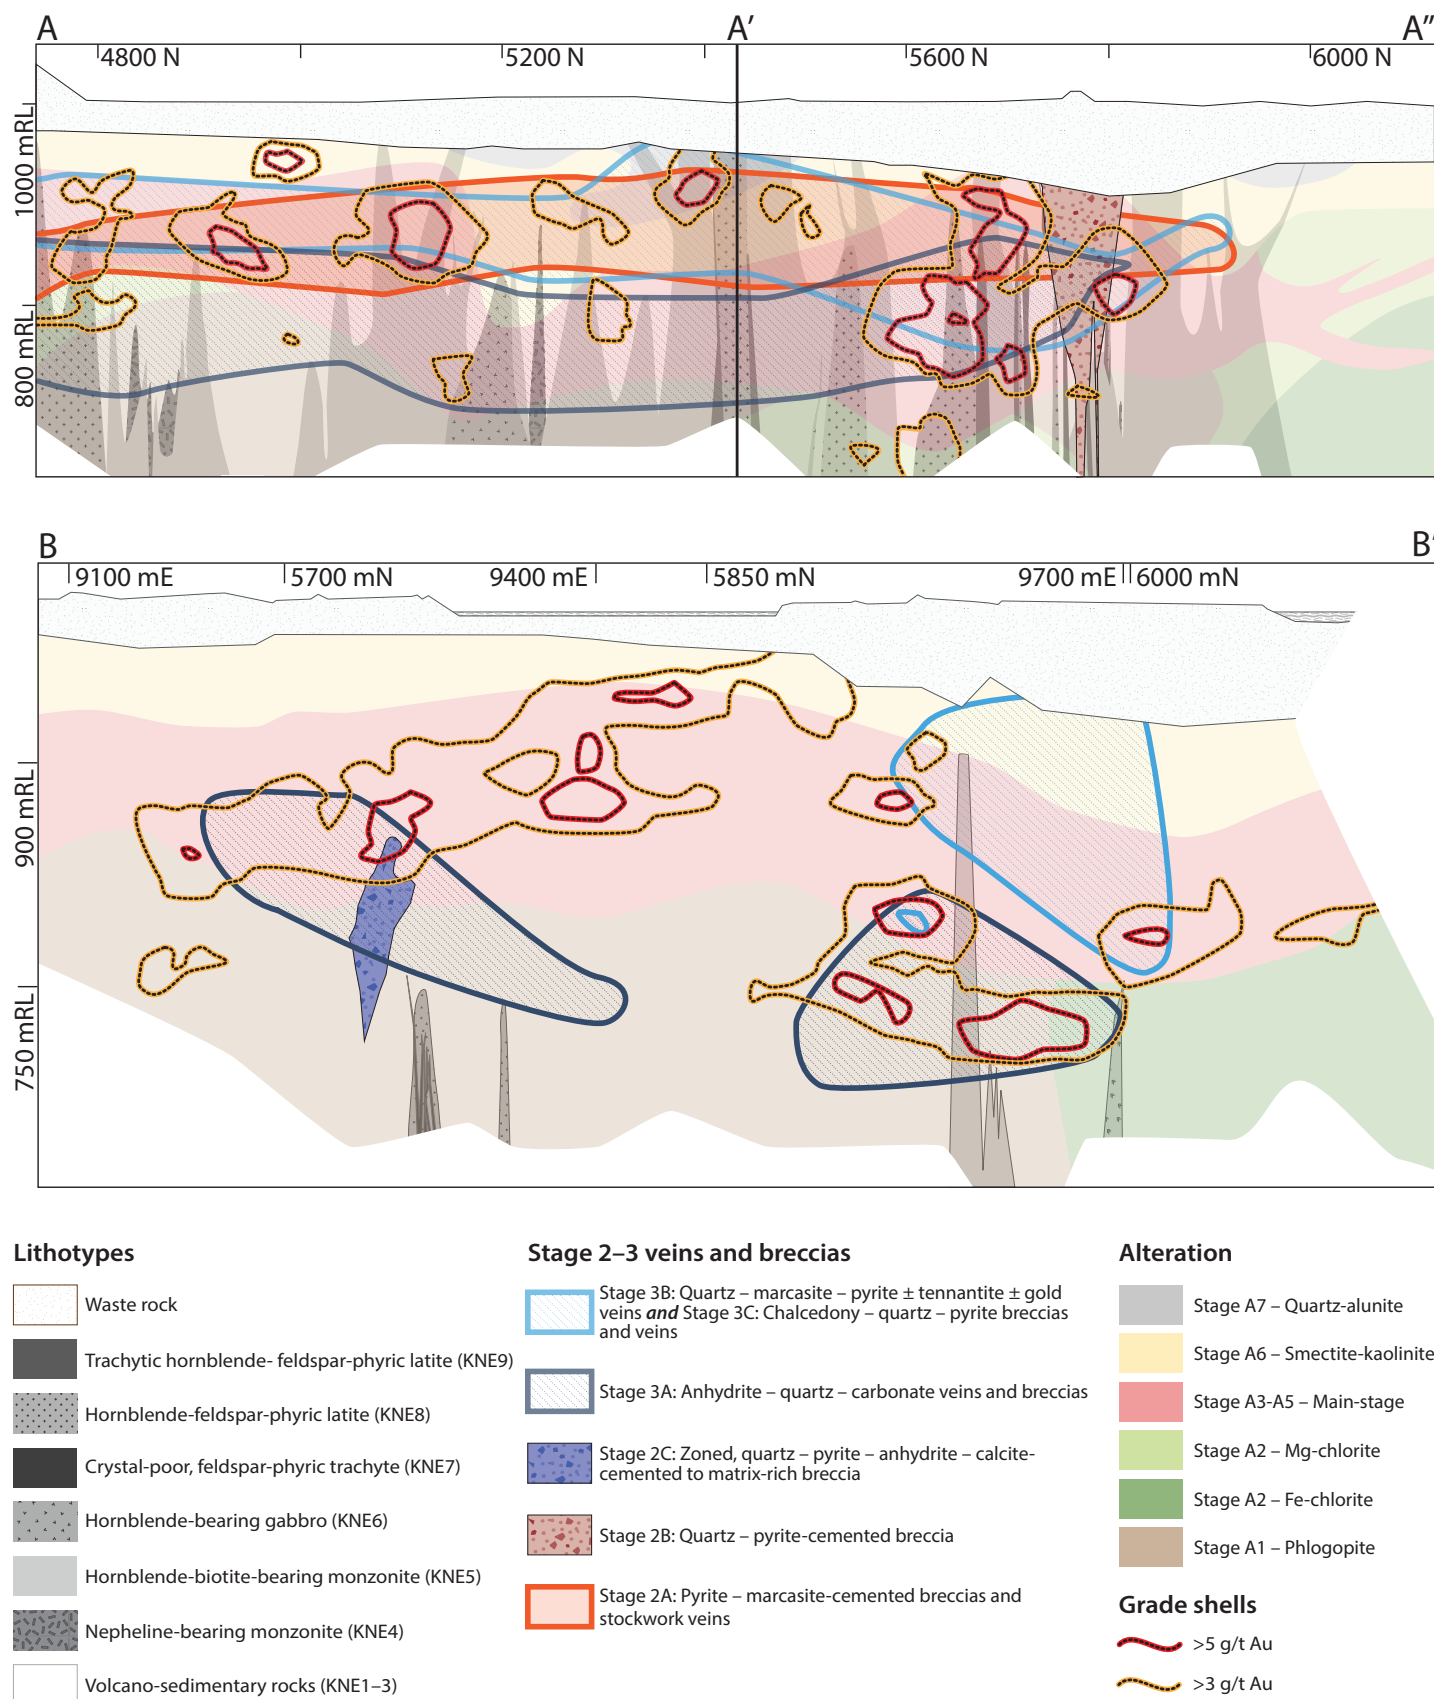 A A′ A″
4800 N 5200 N 5600 N 6000 N
1000 mRL
800 mRL
B B′
9100 mE 5700 mN 9400 mE 5850 mN 9700 mE 6000 mN
900 mRL
750 mRL
Lithotypes
Waste rock
Trachytic hornblende- feldspar-phyric latite (KNE9)
Hornblende-feldspar-phyric latite (KNE8)
Crystal-poor, feldspar-phyric trachyte (KNE7)
Hornblende-bearing gabbro (KNE6)
Hornblende-biotite-bearing monzonite (KNE5)
Nepheline-bearing monzonite (KNE4)
Volcano-sedimentary rocks (KNE1–3)
Stage 2–3 veins and breccias
Stage 3B: Quartz – marcasite – pyrite ± tennantite ± gold
veins and Stage 3C: Chalcedony – quartz – pyrite breccias
and veins
Stage 3A: Anhydrite – quartz – carbonate veins and breccias
Stage 2C: Zoned, quartz – pyrite – anhydrite – calcite-
cemented to matrix-rich breccia
Stage 2B: Quartz – pyrite-cemented breccia
Stage 2A: Pyrite – marcasite-cemented breccias and
stockwork veins
Alteration
Stage A7 – Quartz-alunite
Stage A6 – Smectite-kaolinite
Stage A3-A5 – Main-stage
Stage A2 – Mg-chlorite
Stage A2 – Fe-chlorite
Stage A1 – Phlogopite
Grade shells
>5 g/t Au
>3 g/t Au